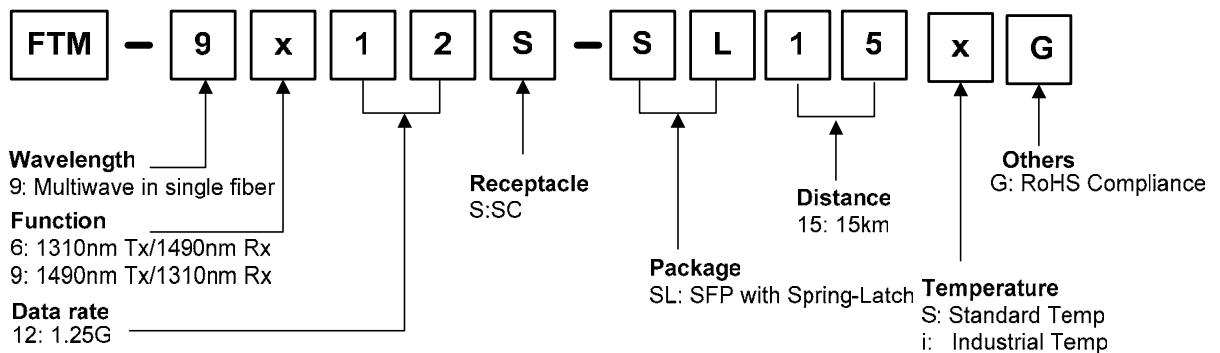 FTM – 9 x 1 2 S – S L 1 5 x G
Wavelength
9: Multiwave in single fiber
Function
6: 1310nm Tx/1490nm Rx
9: 1490nm Tx/1310nm Rx
Data rate
12: 1.25G
Receptacle
S:SC
Package
SL: SFP with Spring-Latch
Distance
15: 15km
Temperature
S: Standard Temp
i: Industrial Temp
Others
G: RoHS Compliance